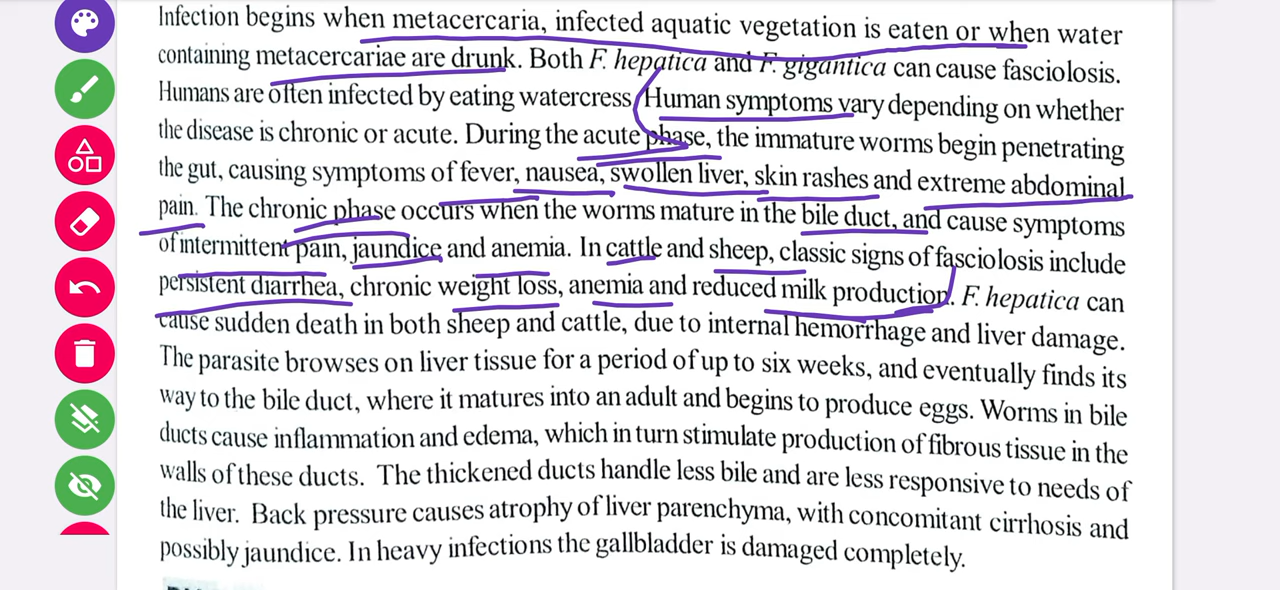 Infection begins when metacercaria, infected aquatic vegetation is eaten or when water
containing metacercariae are drunk. Both F. hepatica and F. gigantica can cause fasciolosis.
Humans are often infected by eating watercress. Human symptoms vary depending on whether
the disease is chronic or acute. During the acute phase, the immature worms begin penetrating
the gut, causing symptoms of fever, nausea, swollen liver, skin rashes and extreme abdominal
pain. The chronic phase occurs when the worms mature in the bile duct, and cause symptoms
of intermittent pain, jaundice and anemia. In cattle and sheep, classic signs of fasciolosis include
persistent diarrhea, chronic weight loss, anemia and reduced milk production. F. hepatica can
cause sudden death in both sheep and cattle, due to internal hemorrhage and liver damage.
The parasite browses on liver tissue for a period of up to six weeks, and eventually finds its
way to the bile duct, where it matures into an adult and begins to produce eggs. Worms in bile
ducts cause inflammation and edema, which in turn stimulate production of fibrous tissue in the
walls of these ducts. The thickened ducts handle less bile and are less responsive to needs of
the liver. Back pressure causes atrophy of liver parenchyma, with concomitant cirrhosis and
possibly jaundice. In heavy infections the gallbladder is damaged completely.